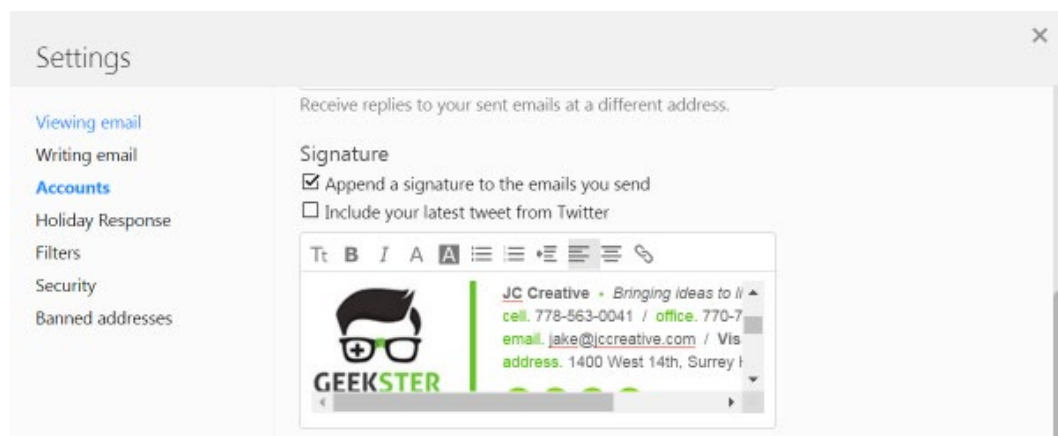 Settings
Viewing email
Writing email
Accounts
Holiday Response
Filters
Security
Banned addresses
Receive replies to your sent emails at a different address.
Signature
Append a signature to the emails you send
Include your latest tweet from Twitter
Tt B I A A
GEEKSTER
JC Creative • Bringing ideas to li
cell. 778-563-0041 / office. 770-7
email. jake@jccreative.com / Vis
address. 1400 West 14th, Surrey